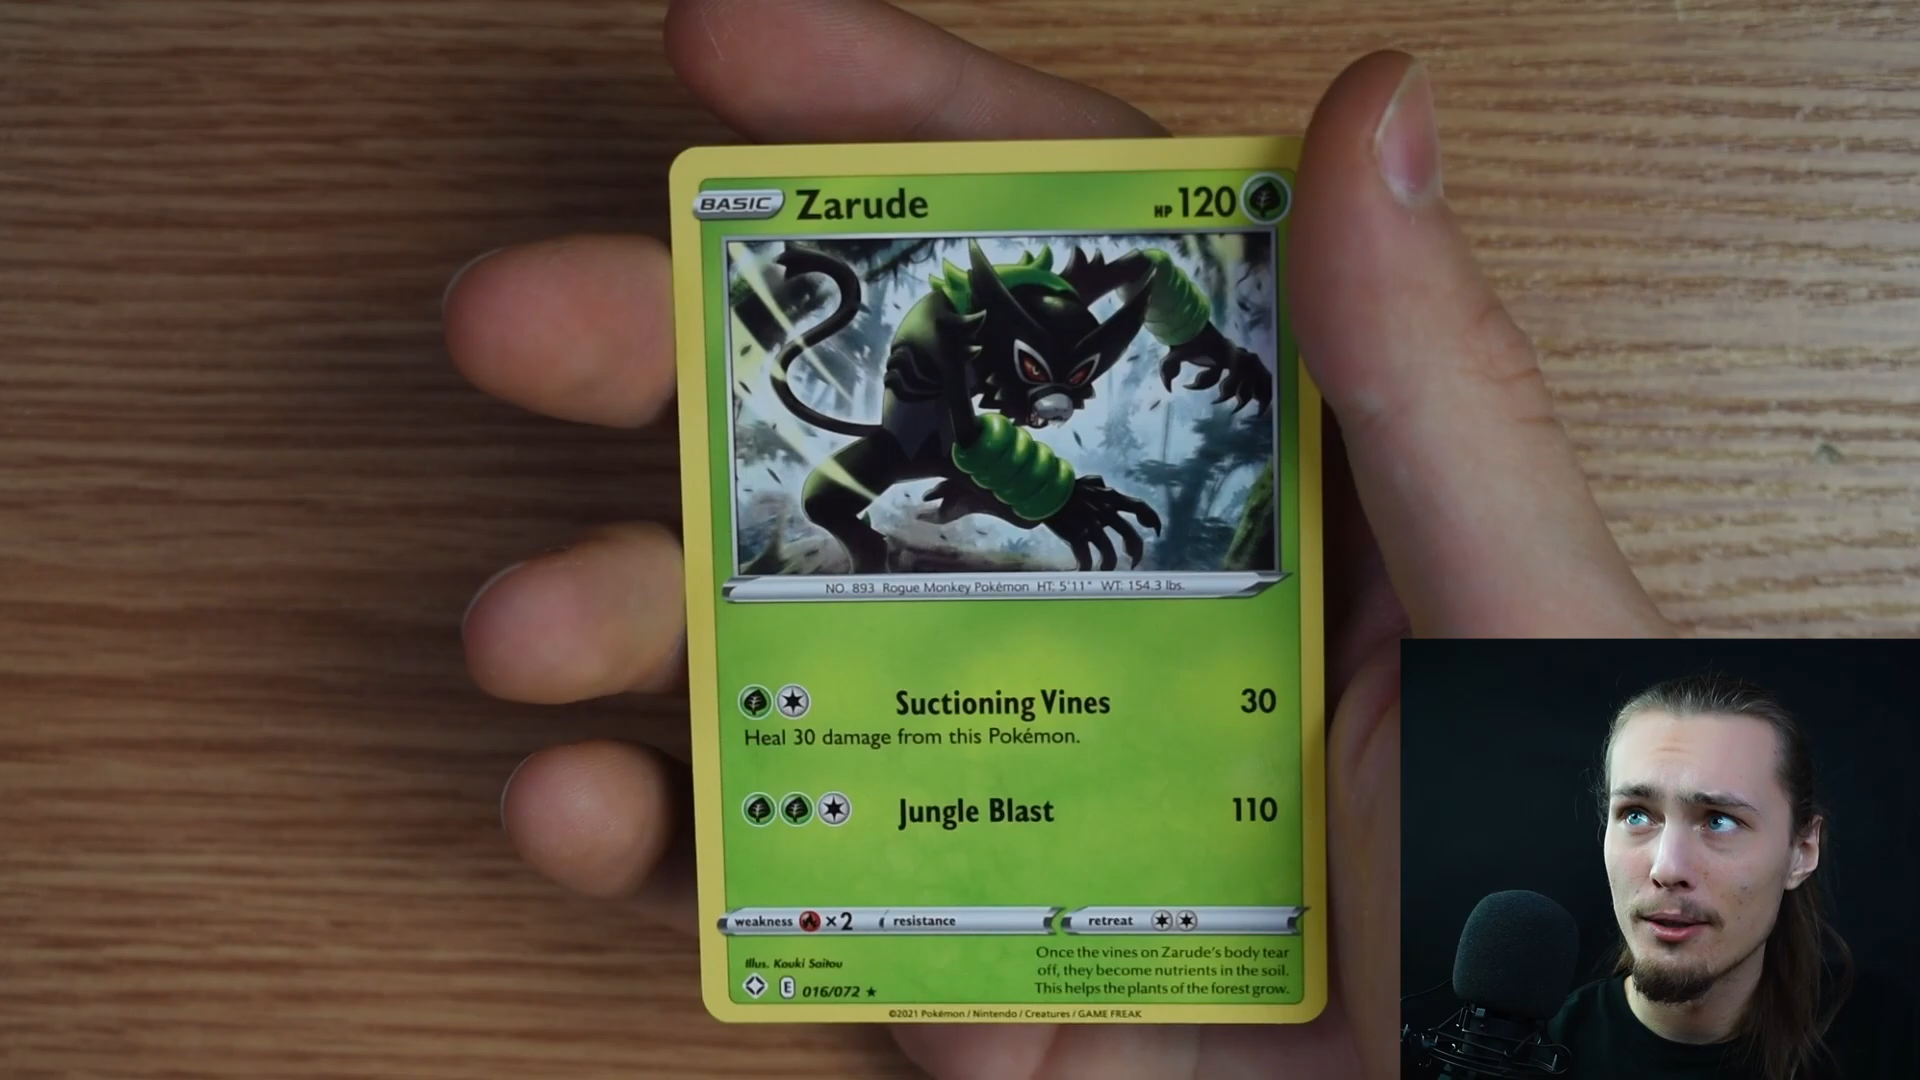 BASIC Zarude HP 120
NO. 893 Rogue Monkey Pokémon HT: 5'11" WT: 154.3 lbs.
Suctioning Vines 30
Heal 30 damage from this Pokémon.
Jungle Blast 110
weakness ×2 resistance retreat
Illus. Kouki Saitou
E 016/072 ★
Once the vines on Zarude's body tear
off, they become nutrients in the soil.
This helps the plants of the forest grow.
©2021 Pokémon / Nintendo / Creatures / GAME FREAK